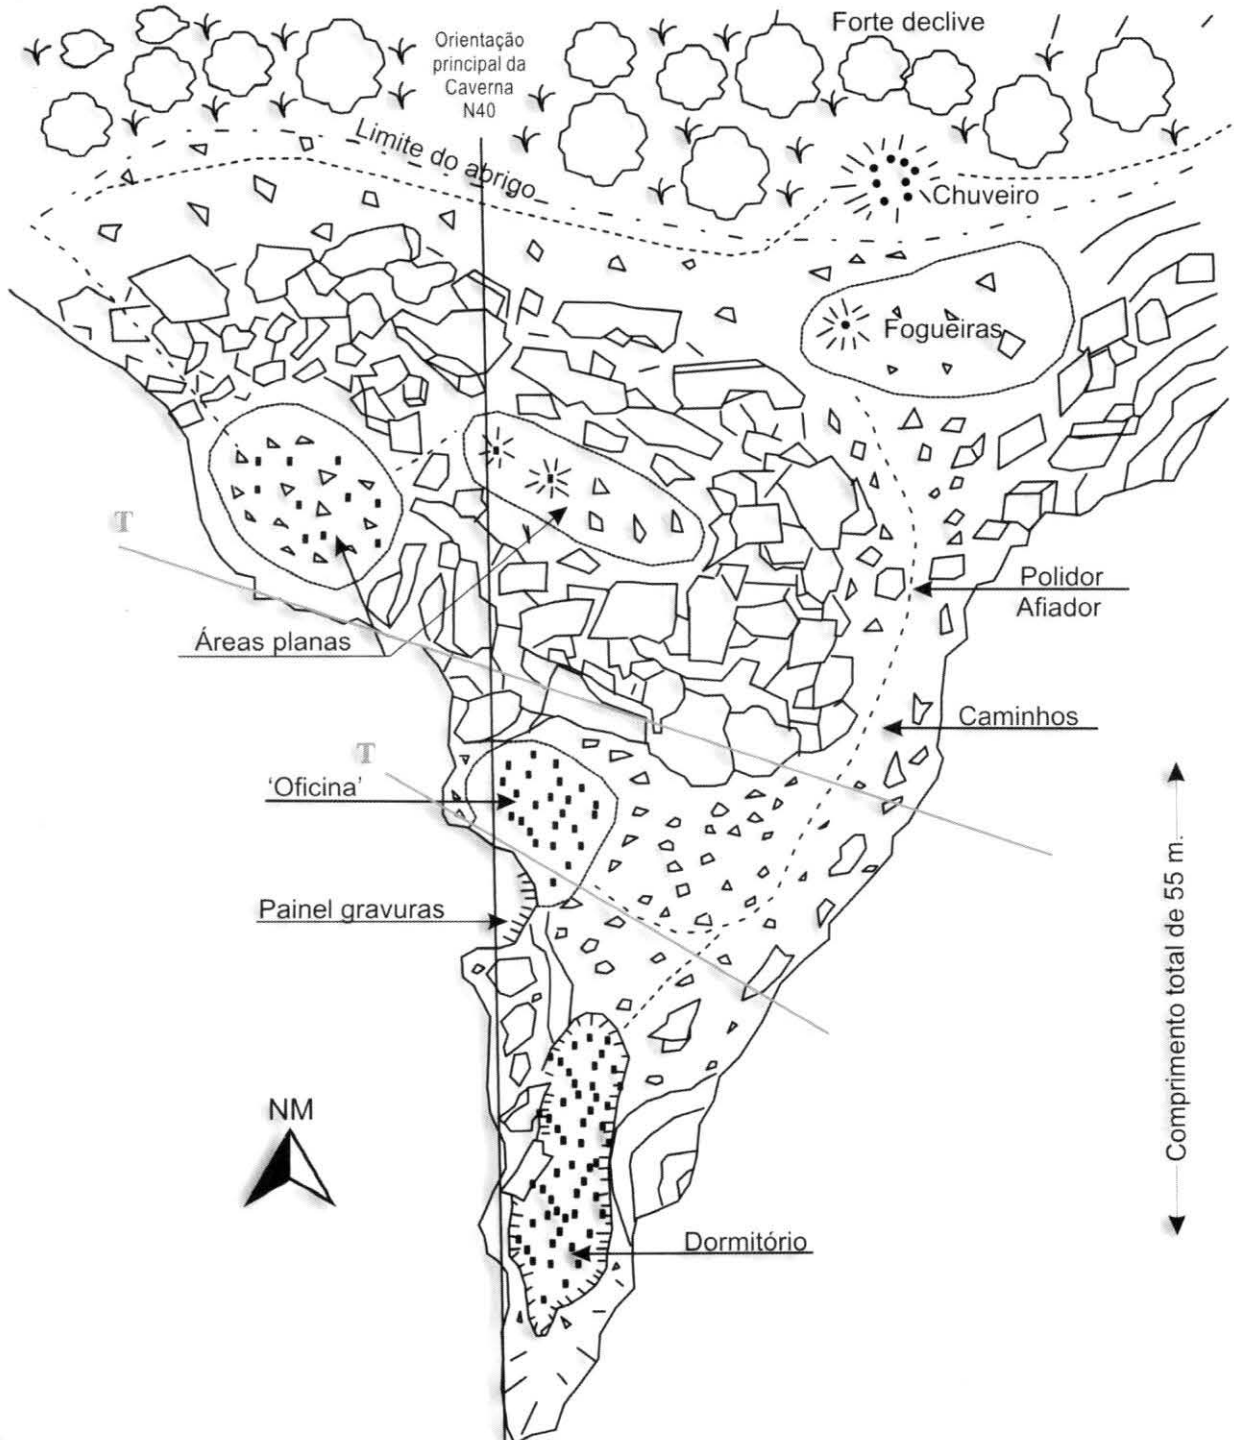 Forte declive
Orientação
principal da
Caverna
N40
Limite do abrigo
Chuveiro
Fogueiras
T
Polidor
Afiador
Áreas planas
Caminhos
T
'Oficina'
Painel gravuras
Comprimento total de 55 m.
NM
Dormitório